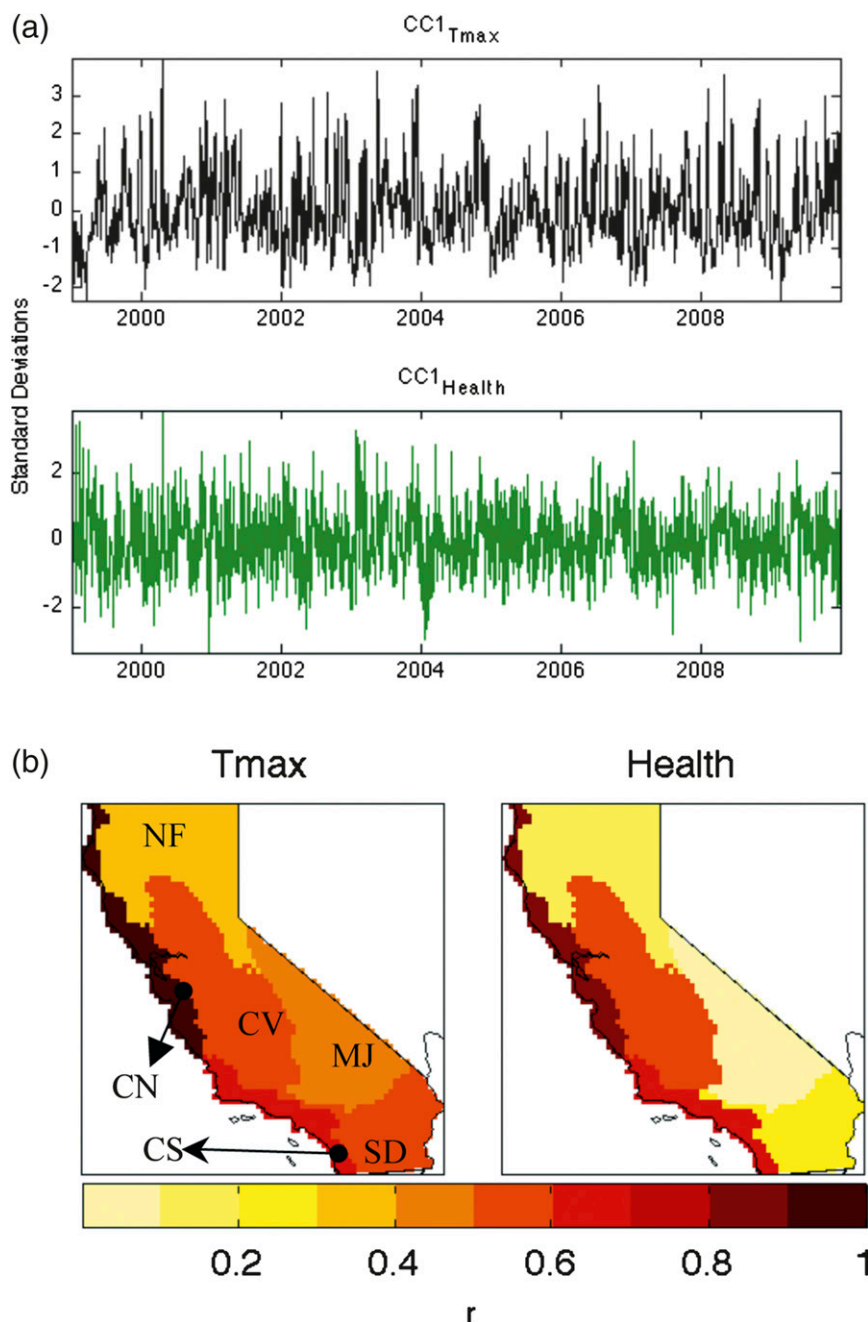 (a)
CC1Tmax
3
2
1
0
-1
-2
2000 2002 2004 2006 2008
Standard Deviations
CC1Health
2
0
-2
2000 2002 2004 2006 2008
(b)
Tmax Health
NF
CV
MJ
CN
CS
SD
0.2 0.4 0.6 0.8 1
r